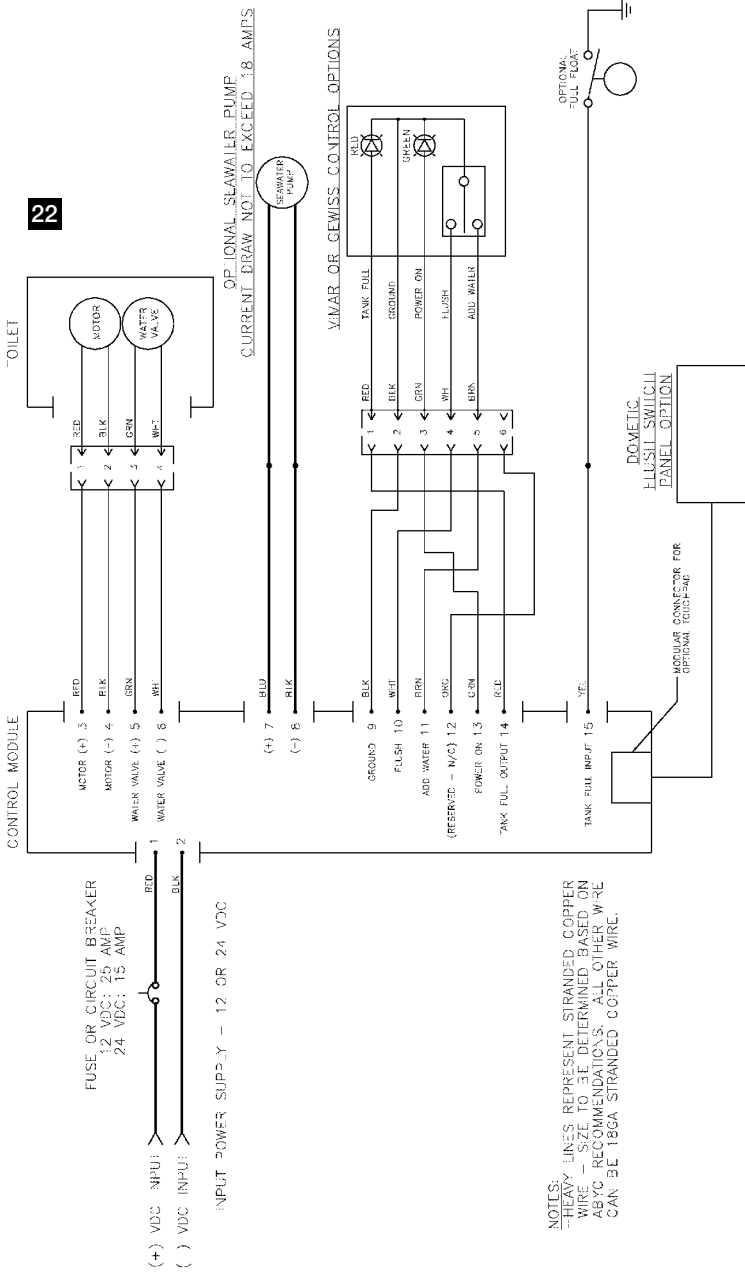 22
CONTROL MODULE
TOILET
MOTOR
WATER
VALVE
RED
BLK
GRN
WHT
1
2
3
4
RED
BLK
GRN
MOTOR (+) 3
MOTOR (-) 4
WATER VALVE (+) 5
FUSE OR CIRCUIT BREAKER
12 VDC: 25 AMP
24 VDC: 15 AMP
RED
1
BLK
2
(+) VDC INPUT
VDC INPUT
INPUT POWER SUPPLY - 12 OR 24 VDC
OPTIONAL SEAWATER PUMP
CURRENT DRAW NOT TO EXCEED 18 AMPS
SEAWATER
PUMP
BLU
BLK
(+) 7
(-) 8
VIMAR OR GEWISS CONTROL OPTIONS
RED
GREEN
TANK FULL
GROUND
POWER ON
FLUSH
ADD WATER
RED
BLK
GRN
WH
BRN
1
2
3
4
5
6
BLK
WHT
BRN
ORG
GRN
RED
GROUND 9
FLUSH 10
ADD WATER 11
(RESERVED - N/C) 12
POWER ON 13
TANK FULL OUTPUT 14
YEL
TANK FULL INPUT 15
OPTIONAL
FULL FLOAT
MODULAR CONNECTOR FOR
OPTIONAL TOUCHPAD
DOMETIC
FLUSH SWITCH
PANEL OPTION
NOTES:
HEAVY LINES REPRESENT STRANDED COPPER
WIRE - SIZE TO BE DETERMINED BASED ON
ABYC RECOMMENDATIONS. ALL OTHER WIRE
CAN BE 18GA STRANDED COPPER WIRE.